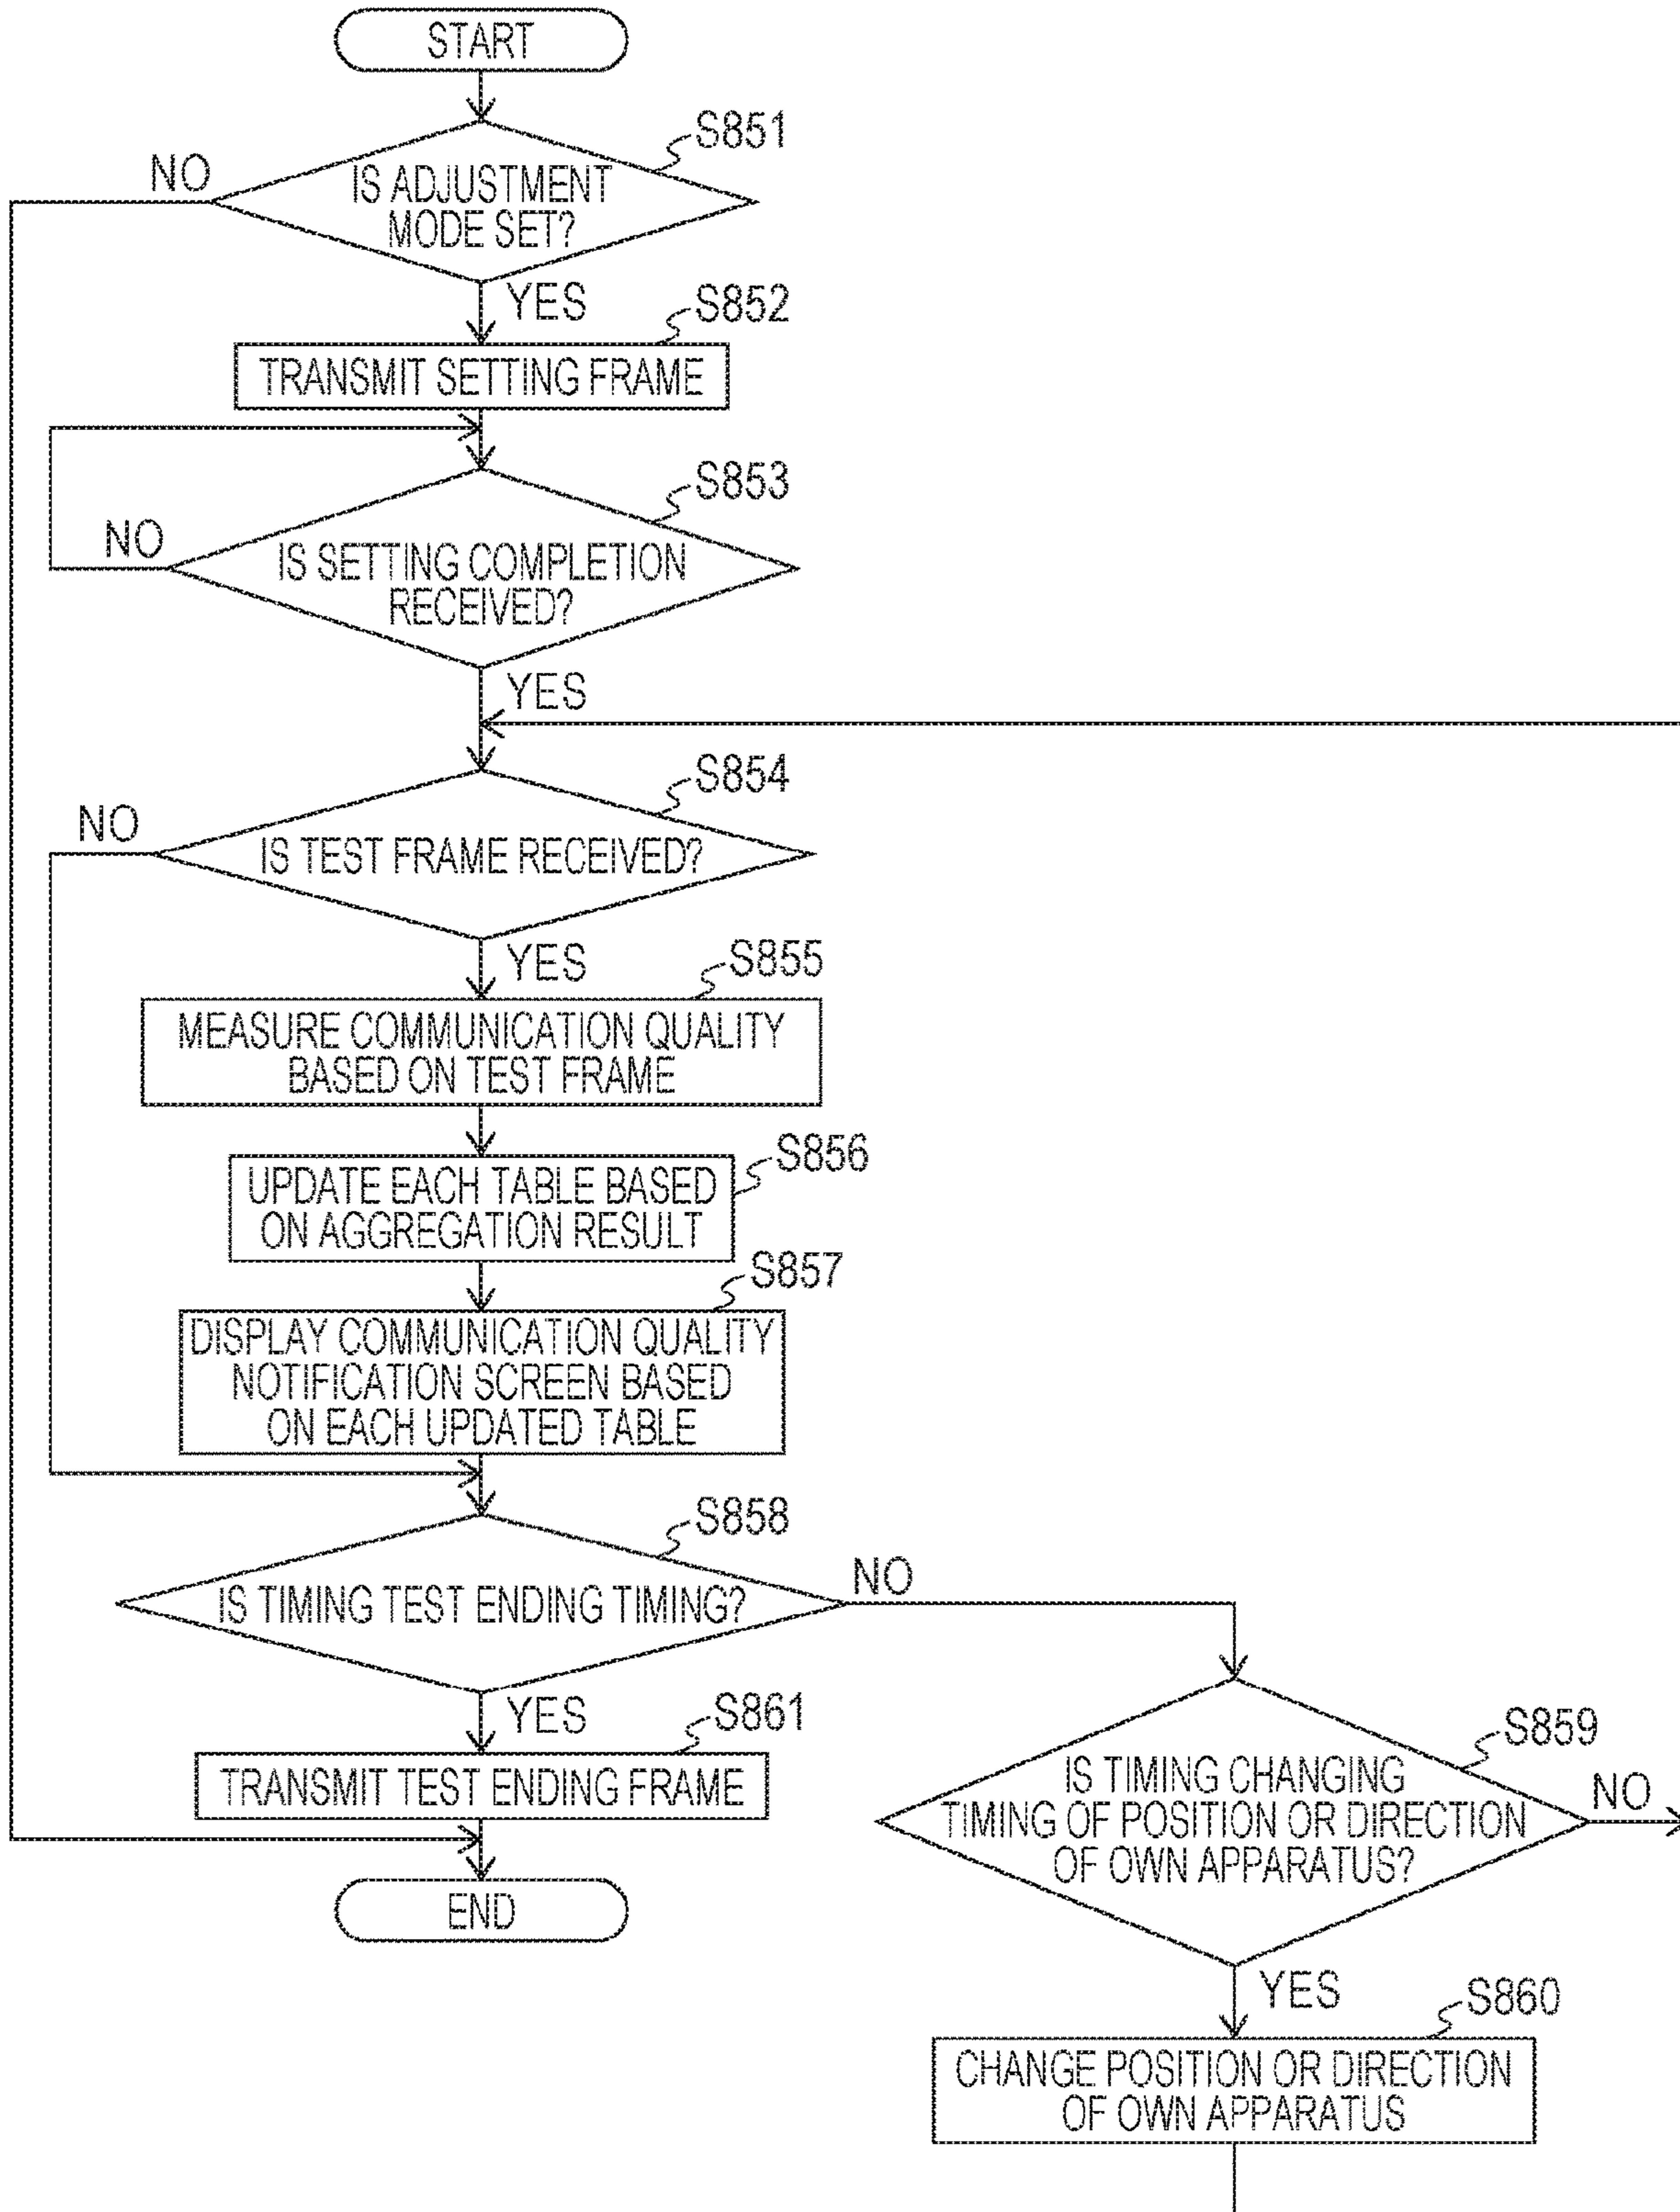 START
S851
NO
IS ADJUSTMENT
MODE SET?
YES
S852
TRANSMIT SETTING FRAME
S853
NO
IS SETTING COMPLETION
RECEIVED?
YES
S854
NO
IS TEST FRAME RECEIVED?
YES
S855
MEASURE COMMUNICATION QUALITY
BASED ON TEST FRAME
S856
UPDATE EACH TABLE BASED
ON AGGREGATION RESULT
S857
DISPLAY COMMUNICATION QUALITY
NOTIFICATION SCREEN BASED
ON EACH UPDATED TABLE
S858
NO
IS TIMING TEST ENDING TIMING?
YES
S861
TRANSMIT TEST ENDING FRAME
END
S859
IS TIMING CHANGING
TIMING OF POSITION OR DIRECTION
OF OWN APPARATUS?
NO
YES
S860
CHANGE POSITION OR DIRECTION
OF OWN APPARATUS